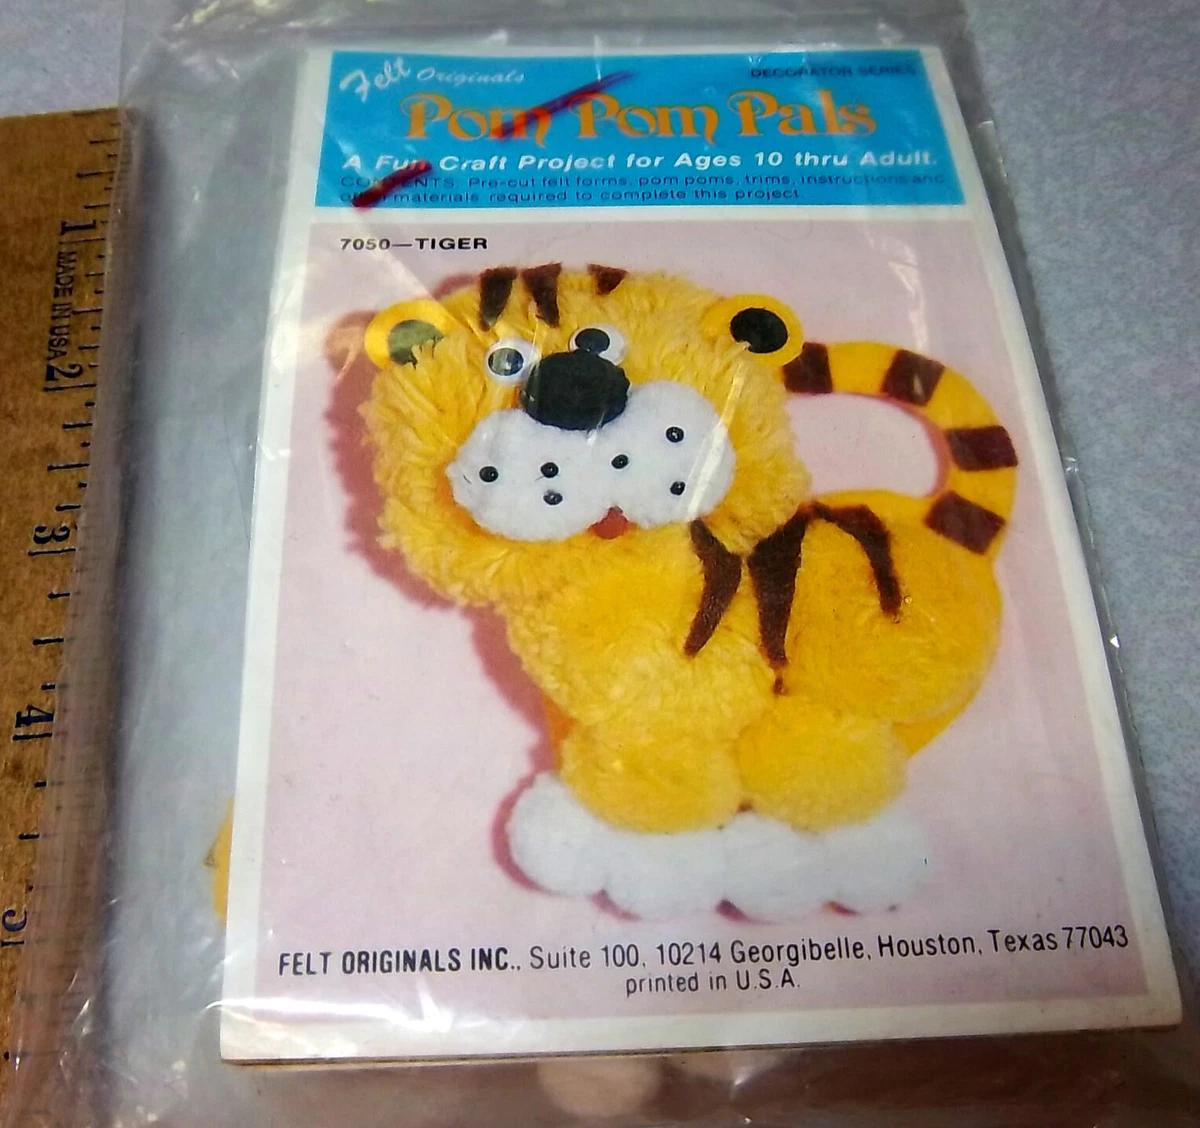 Felt Originals
DECORATOR SERIES
Pom Pom Pals
A Fun Craft Project for Ages 10 thru Adult.
CONTENTS: Pre-cut felt forms, pom poms, trims, instructions and
other materials required to complete this project.
7050—TIGER
FELT ORIGINALS INC., Suite 100, 10214 Georgibelle, Houston, Texas 77043
printed in U.S.A.
1
MADE IN USA
2
3
4
5